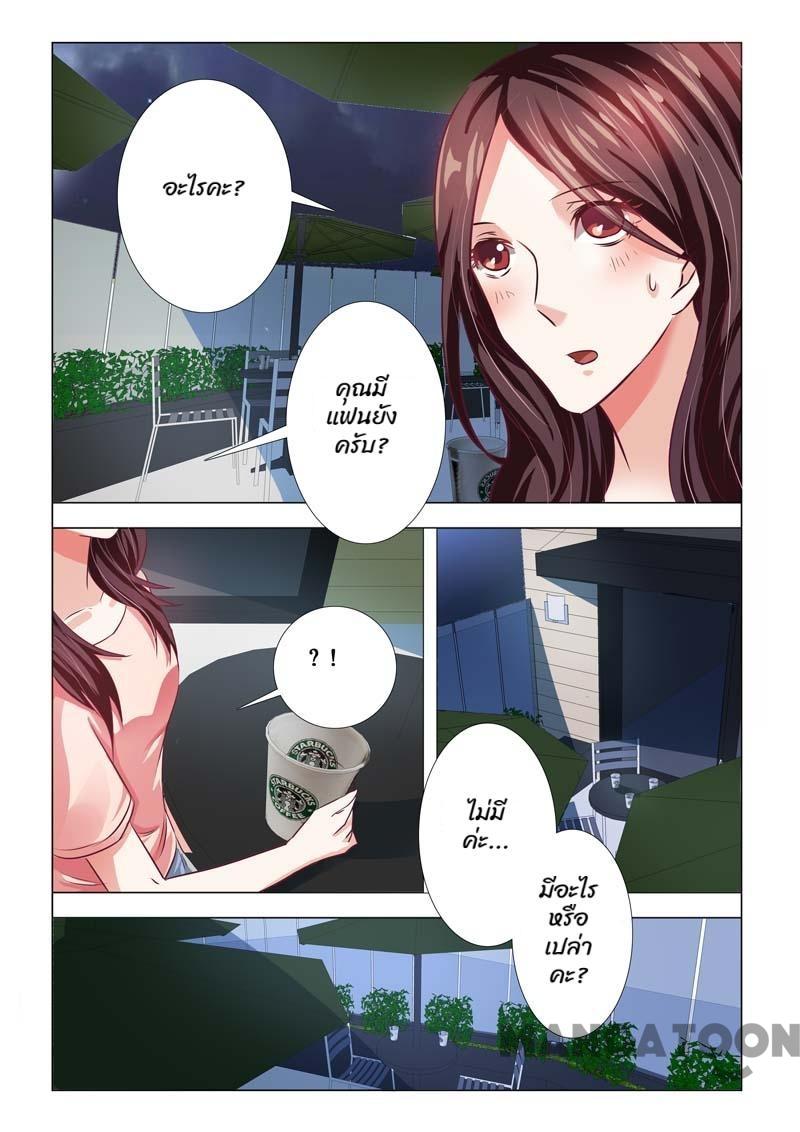 อะไรคะ?
คุณมี
แฟนยัง
ครับ?
? !
STARBUCKS
STARBUCKS
COFFEE
ไม่มี
ค่ะ...
มีอะไร
หรือ
เปล่า
คะ?
MANGATOON